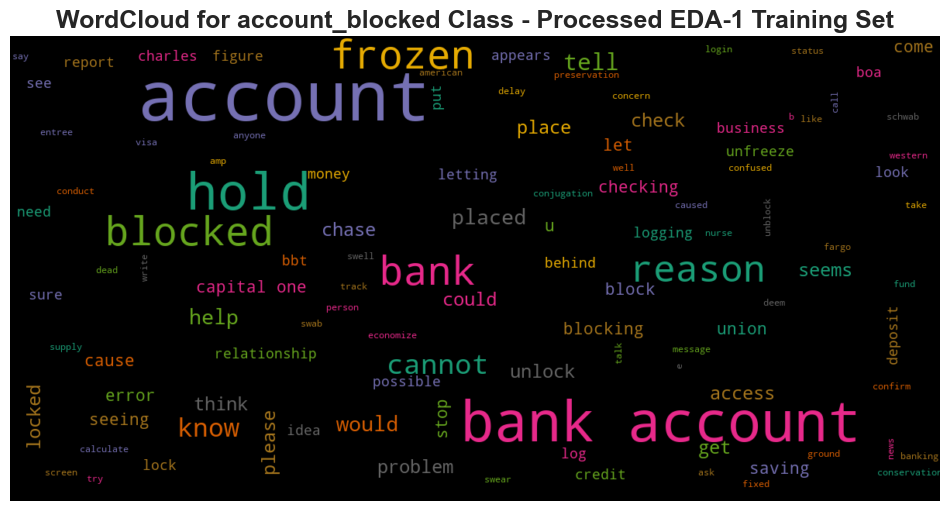 WordCloud for account_blocked Class - Processed EDA-1 Training Set
say report charles figure frozen appears tell login status come
see american preservation boa
account put delay concern call
entree visa anyone place check business b like schwab
amp let unfreeze western
conduct hold money letting well confused look
need conjugation checking caused unblock take
blocked placed u logging nurse
chase fargo
dead write bbt swell bank behind reason seems
sure capital one track could block deem fund
person
help swab economize blocking union deposit
supply relationship talk message
cause cannot unlock e confirm
possible
locked error think access
seeing know please idea would stop bank account get
calculate log ground news banking
screen try lock problem swear credit ask saving fixed conservation